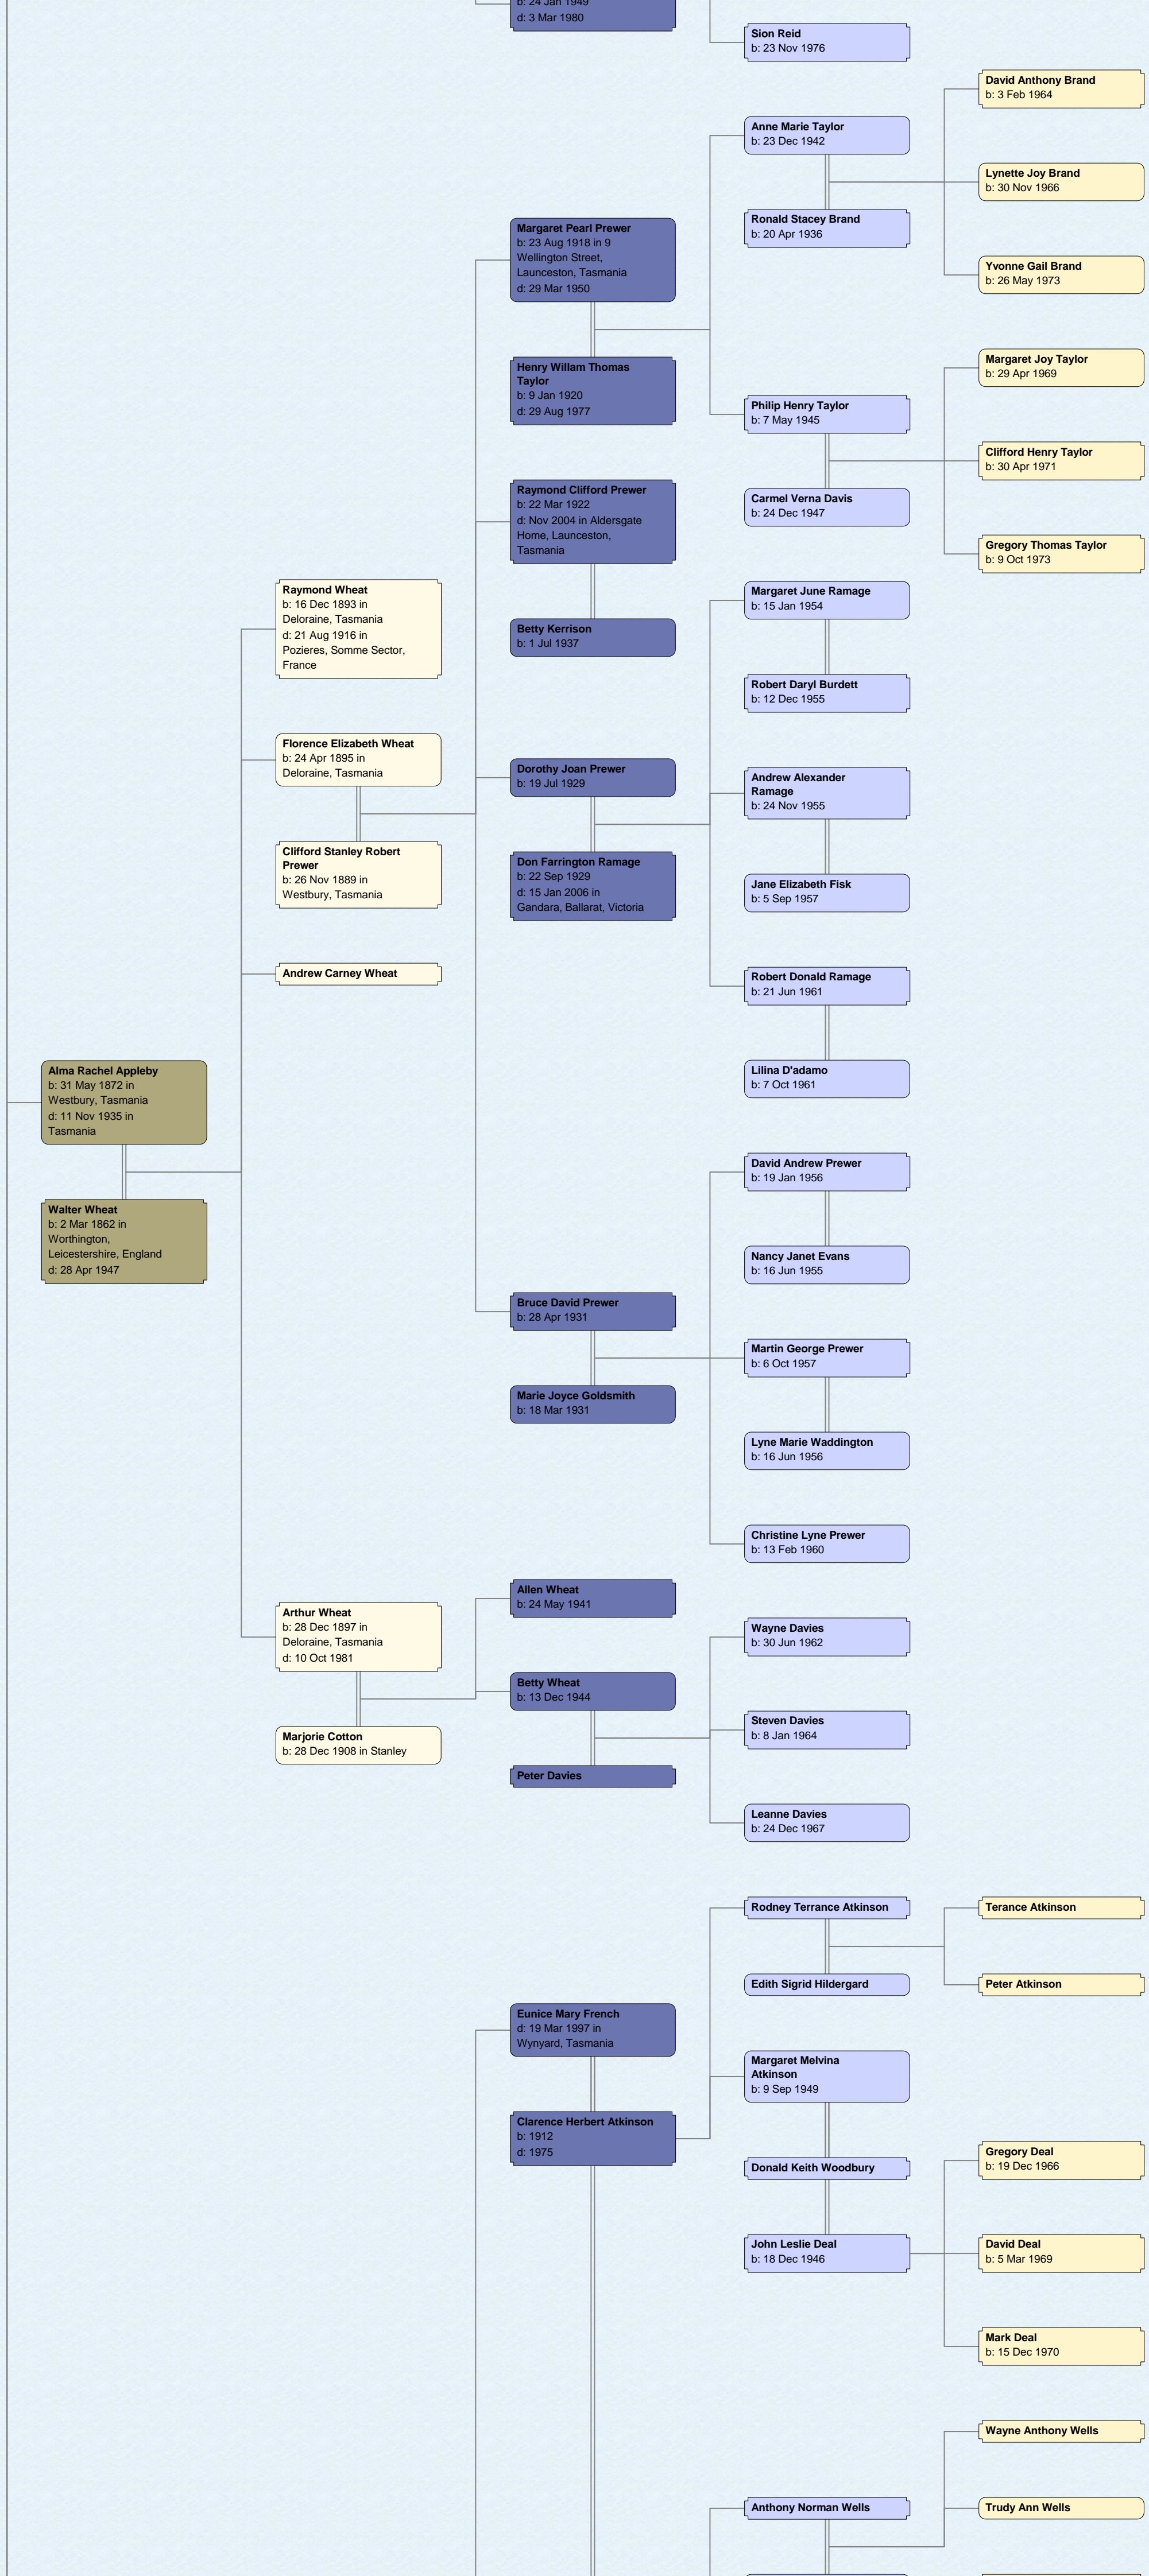 b: 24 Jan 1949
d: 3 Mar 1980
Sion Reid
b: 23 Nov 1976
David Anthony Brand
b: 3 Feb 1964
Anne Marie Taylor
b: 23 Dec 1942
Lynette Joy Brand
b: 30 Nov 1966
Ronald Stacey Brand
b: 20 Apr 1936
Margaret Pearl Prewer
b: 23 Aug 1918 in 9
Wellington Street,
Launceston, Tasmania
d: 29 Mar 1950
Yvonne Gail Brand
b: 26 May 1973
Henry Willam Thomas
Taylor
b: 9 Jan 1920
d: 29 Aug 1977
Margaret Joy Taylor
b: 29 Apr 1969
Philip Henry Taylor
b: 7 May 1945
Clifford Henry Taylor
b: 30 Apr 1971
Raymond Clifford Prewer
b: 22 Mar 1922
d: Nov 2004 in Aldersgate
Home, Launceston,
Tasmania
Carmel Verna Davis
b: 24 Dec 1947
Gregory Thomas Taylor
b: 9 Oct 1973
Raymond Wheat
b: 16 Dec 1893 in
Deloraine, Tasmania
d: 21 Aug 1916 in
Pozieres, Somme Sector,
France
Margaret June Ramage
b: 15 Jan 1954
Betty Kerrison
b: 1 Jul 1937
Robert Daryl Burdett
b: 12 Dec 1955
Florence Elizabeth Wheat
b: 24 Apr 1895 in
Deloraine, Tasmania
Dorothy Joan Prewer
b: 19 Jul 1929
Andrew Alexander
Ramage
b: 24 Nov 1955
Clifford Stanley Robert
Prewer
b: 26 Nov 1889 in
Westbury, Tasmania
Don Farrington Ramage
b: 22 Sep 1929
d: 15 Jan 2006 in
Gandara, Ballarat, Victoria
Jane Elizabeth Fisk
b: 5 Sep 1957
Andrew Carney Wheat
Robert Donald Ramage
b: 21 Jun 1961
Alma Rachel Appleby
b: 31 May 1872 in
Westbury, Tasmania
d: 11 Nov 1935 in
Tasmania
Lilina D'adamo
b: 7 Oct 1961
David Andrew Prewer
b: 19 Jan 1956
Walter Wheat
b: 2 Mar 1862 in
Worthington,
Leicestershire, England
d: 28 Apr 1947
Nancy Janet Evans
b: 16 Jun 1955
Bruce David Prewer
b: 28 Apr 1931
Martin George Prewer
b: 6 Oct 1957
Marie Joyce Goldsmith
b: 18 Mar 1931
Lyne Marie Waddington
b: 16 Jun 1956
Christine Lyne Prewer
b: 13 Feb 1960
Allen Wheat
b: 24 May 1941
Arthur Wheat
b: 28 Dec 1897 in
Deloraine, Tasmania
d: 10 Oct 1981
Wayne Davies
b: 30 Jun 1962
Betty Wheat
b: 13 Dec 1944
Steven Davies
b: 8 Jan 1964
Marjorie Cotton
b: 28 Dec 1908 in Stanley
Peter Davies
Leanne Davies
b: 24 Dec 1967
Rodney Terrance Atkinson
Terance Atkinson
Edith Sigrid Hildergard
Peter Atkinson
Eunice Mary French
d: 19 Mar 1997 in
Wynyard, Tasmania
Margaret Melvina
Atkinson
b: 9 Sep 1949
Clarence Herbert Atkinson
b: 1912
d: 1975
Gregory Deal
b: 19 Dec 1966
Donald Keith Woodbury
John Leslie Deal
b: 18 Dec 1946
David Deal
b: 5 Mar 1969
Mark Deal
b: 15 Dec 1970
Wayne Anthony Wells
Anthony Norman Wells
Trudy Ann Wells